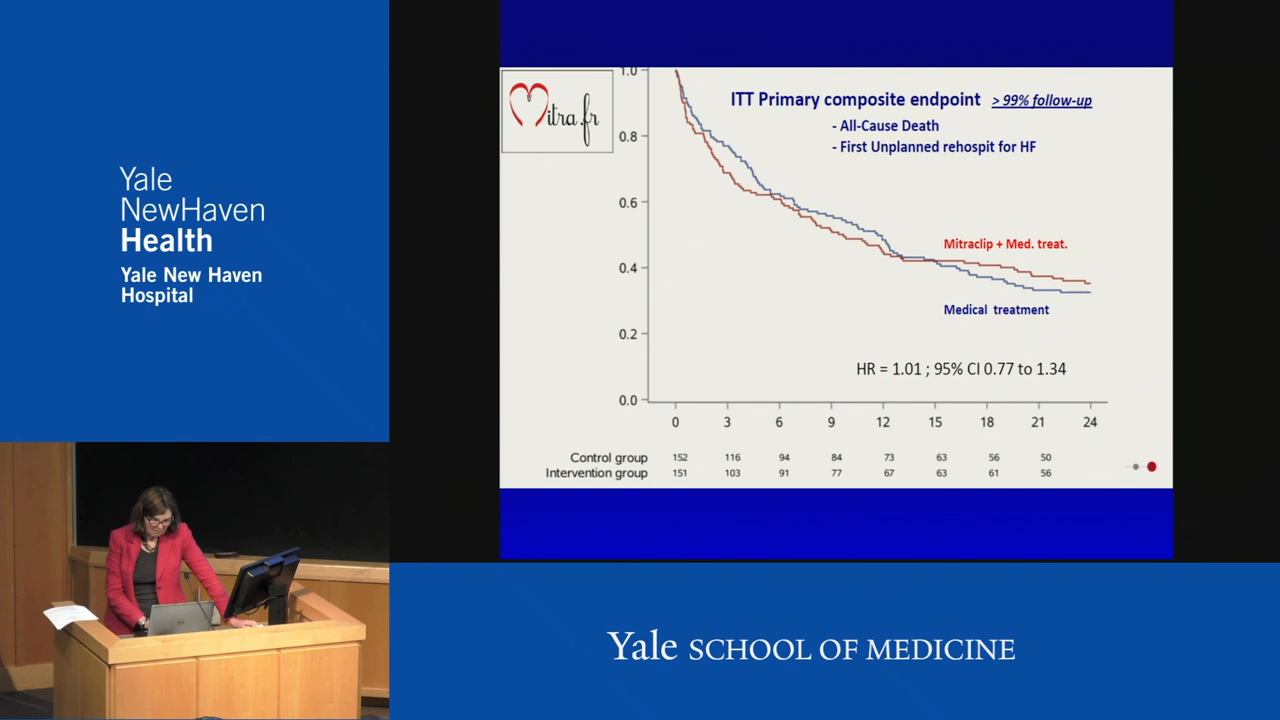 Yale
NewHaven
Health
Yale New Haven
Hospital
Mitra.fr
ITT Primary composite endpoint > 99% follow-up
- All-Cause Death
- First Unplanned rehospit for HF
1.0
0.8
0.6
0.4
0.2
0.0
Mitraclip + Med. treat.
Medical treatment
HR = 1.01 ; 95% CI 0.77 to 1.34
0 3 6 9 12 15 18 21 24
Control group 152 116 94 84 73 63 56 50
Intervention group 151 103 91 77 67 63 61 56
Yale SCHOOL OF MEDICINE